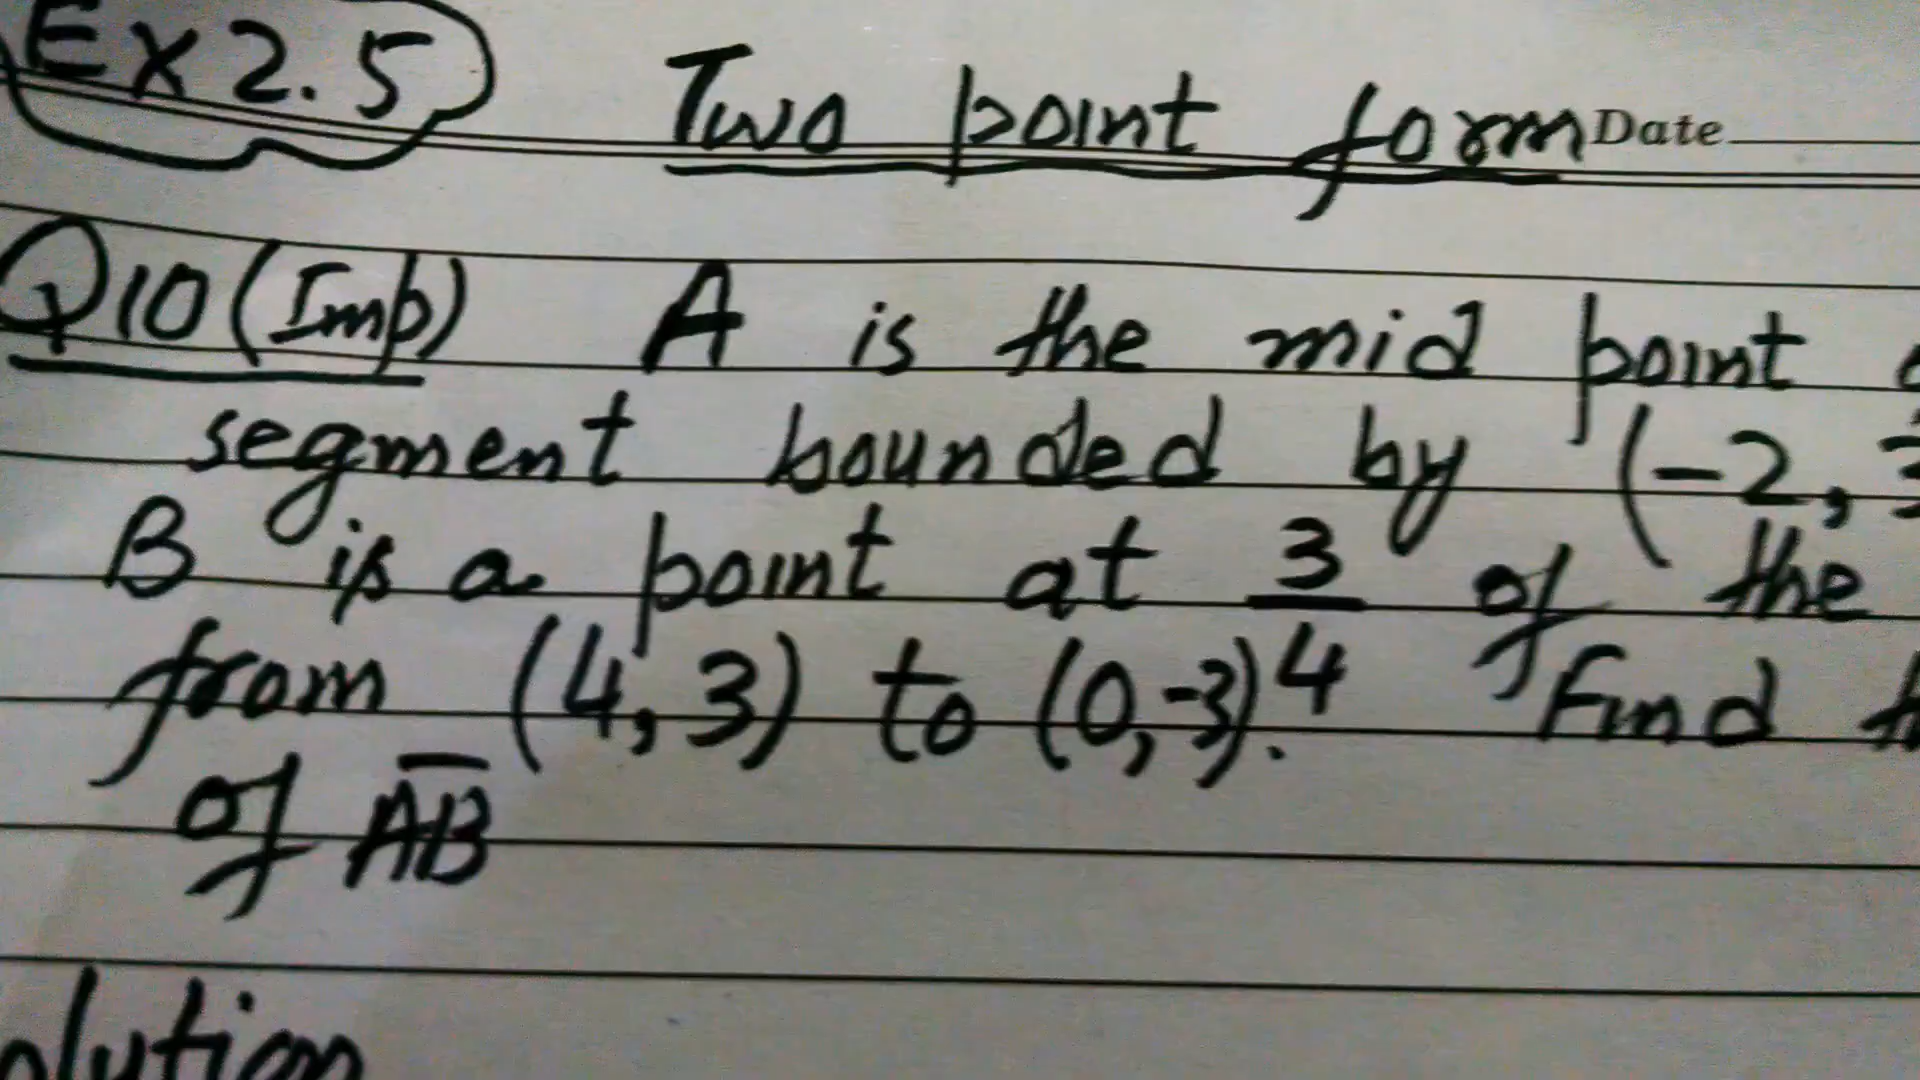 Ex 2.5 Two point form Date
Q10 (Imp) A is the mid point
segment bounded by (-2,
B is a point at 3/4 of the
from (4,3) to (0,-3). Find
of A̅B̅
olution